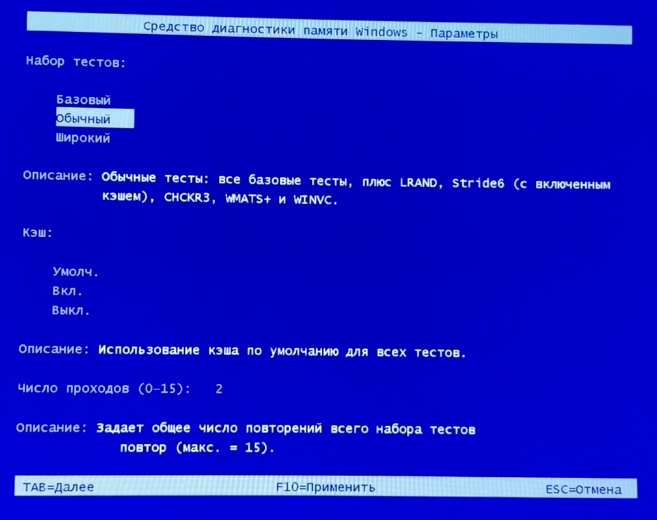 Средство диагностики памяти Windows - Параметры
Набор тестов:
Базовый
Обычный
Широкий
Описание: Обычные тесты: все базовые тесты, плюс LRAND, Stride6 (с включенным
кэшем), CHCKR3, WMATS+ и WINVC.
Кэш:
Умолч.
Вкл.
Выкл.
Описание: Использование кэша по умолчанию для всех тестов.
Число проходов (0-15): 2
Описание: Задает общее число повторений всего набора тестов
повтор (макс. = 15).
TAB=Далее F10=Применить ESC=Отмена